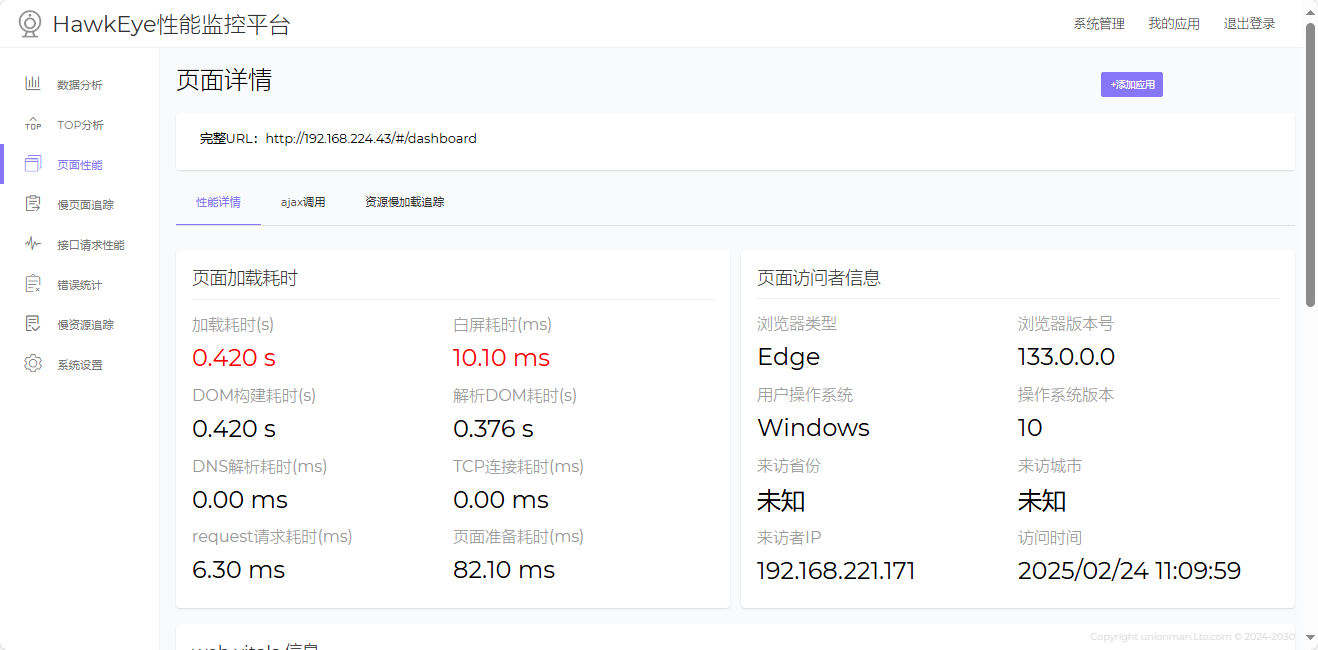 HawkEye性能监控平台
系统管理 我的应用 退出登录
数据分析
TOP分析
页面性能
慢页面追踪
接口请求性能
错误统计
慢资源追踪
系统设置
页面详情
+添加应用
完整URL：http://192.168.224.43/#/dashboard
性能详情 ajax调用 资源慢加载追踪
页面加载耗时
加载耗时(s) 白屏耗时(ms)
0.420 s 10.10 ms
DOM构建耗时(s) 解析DOM耗时(s)
0.420 s 0.376 s
DNS解析耗时(ms) TCP连接耗时(ms)
0.00 ms 0.00 ms
request请求耗时(ms) 页面准备耗时(ms)
6.30 ms 82.10 ms
页面访问者信息
浏览器类型 浏览器版本号
Edge 133.0.0.0
用户操作系统 操作系统版本
Windows 10
来访省份 来访城市
未知 未知
来访者IP 访问时间
192.168.221.171 2025/02/24 11:09:59
web vitals 信息
Copyright unionman.Ltd.com © 2024-2030